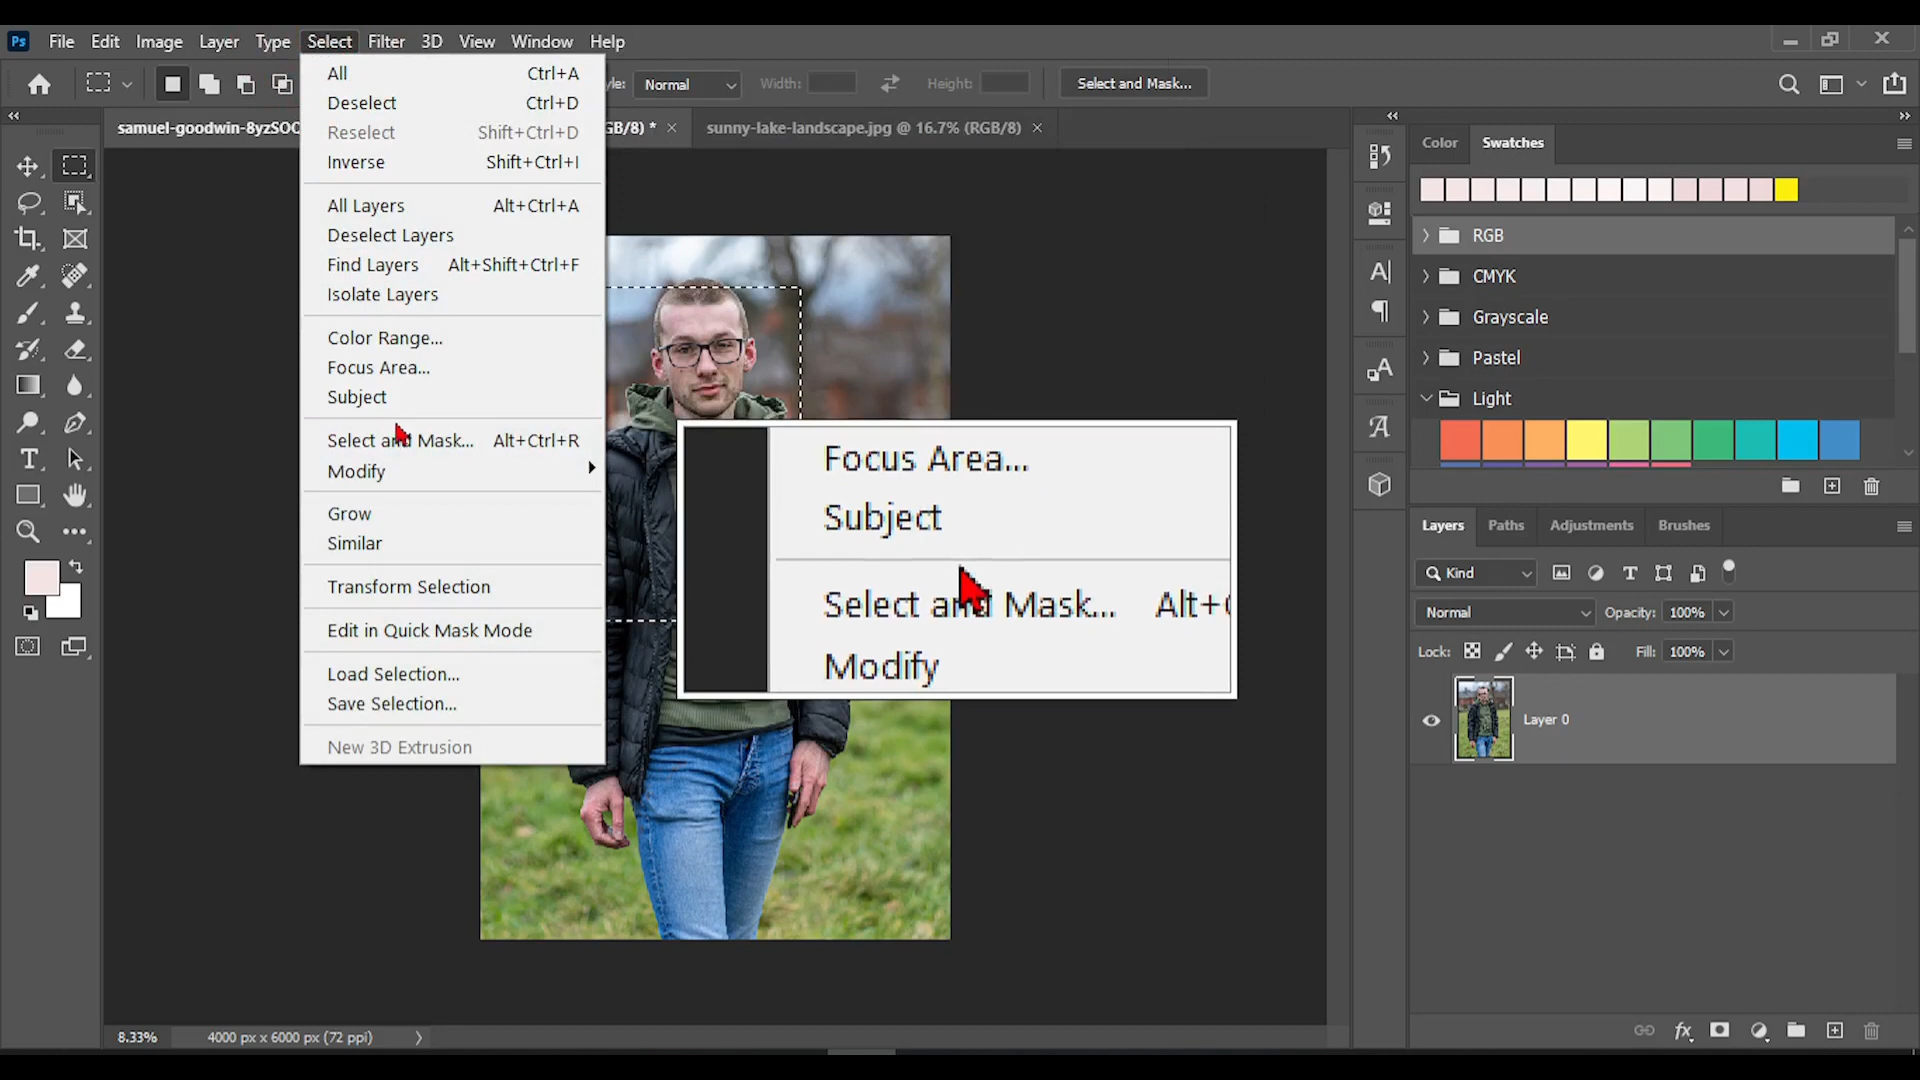 Ps File Edit Image Layer Type Select Filter 3D View Window Help
Normal Width: Height: Select and Mask...
samuel-goodwin-8yzSOO GB/8) * × sunny-lake-landscape.jpg @ 16.7% (RGB/8) ×
All Ctrl+A
Deselect Ctrl+D
Reselect Shift+Ctrl+D
Inverse Shift+Ctrl+I
All Layers Alt+Ctrl+A
Deselect Layers
Find Layers Alt+Shift+Ctrl+F
Isolate Layers
Color Range...
Focus Area...
Subject
Select and Mask... Alt+Ctrl+R
Modify
Grow
Similar
Transform Selection
Edit in Quick Mask Mode
Load Selection...
Save Selection...
New 3D Extrusion
Focus Area...
Subject
Select and Mask... Alt+
Modify
Color Swatches
RGB
CMYK
Grayscale
Pastel
Light
Layers Paths Adjustments Brushes
Kind
Normal Opacity: 100%
Lock: Fill: 100%
Layer 0
8.33% 4000 px x 6000 px (72 ppi)